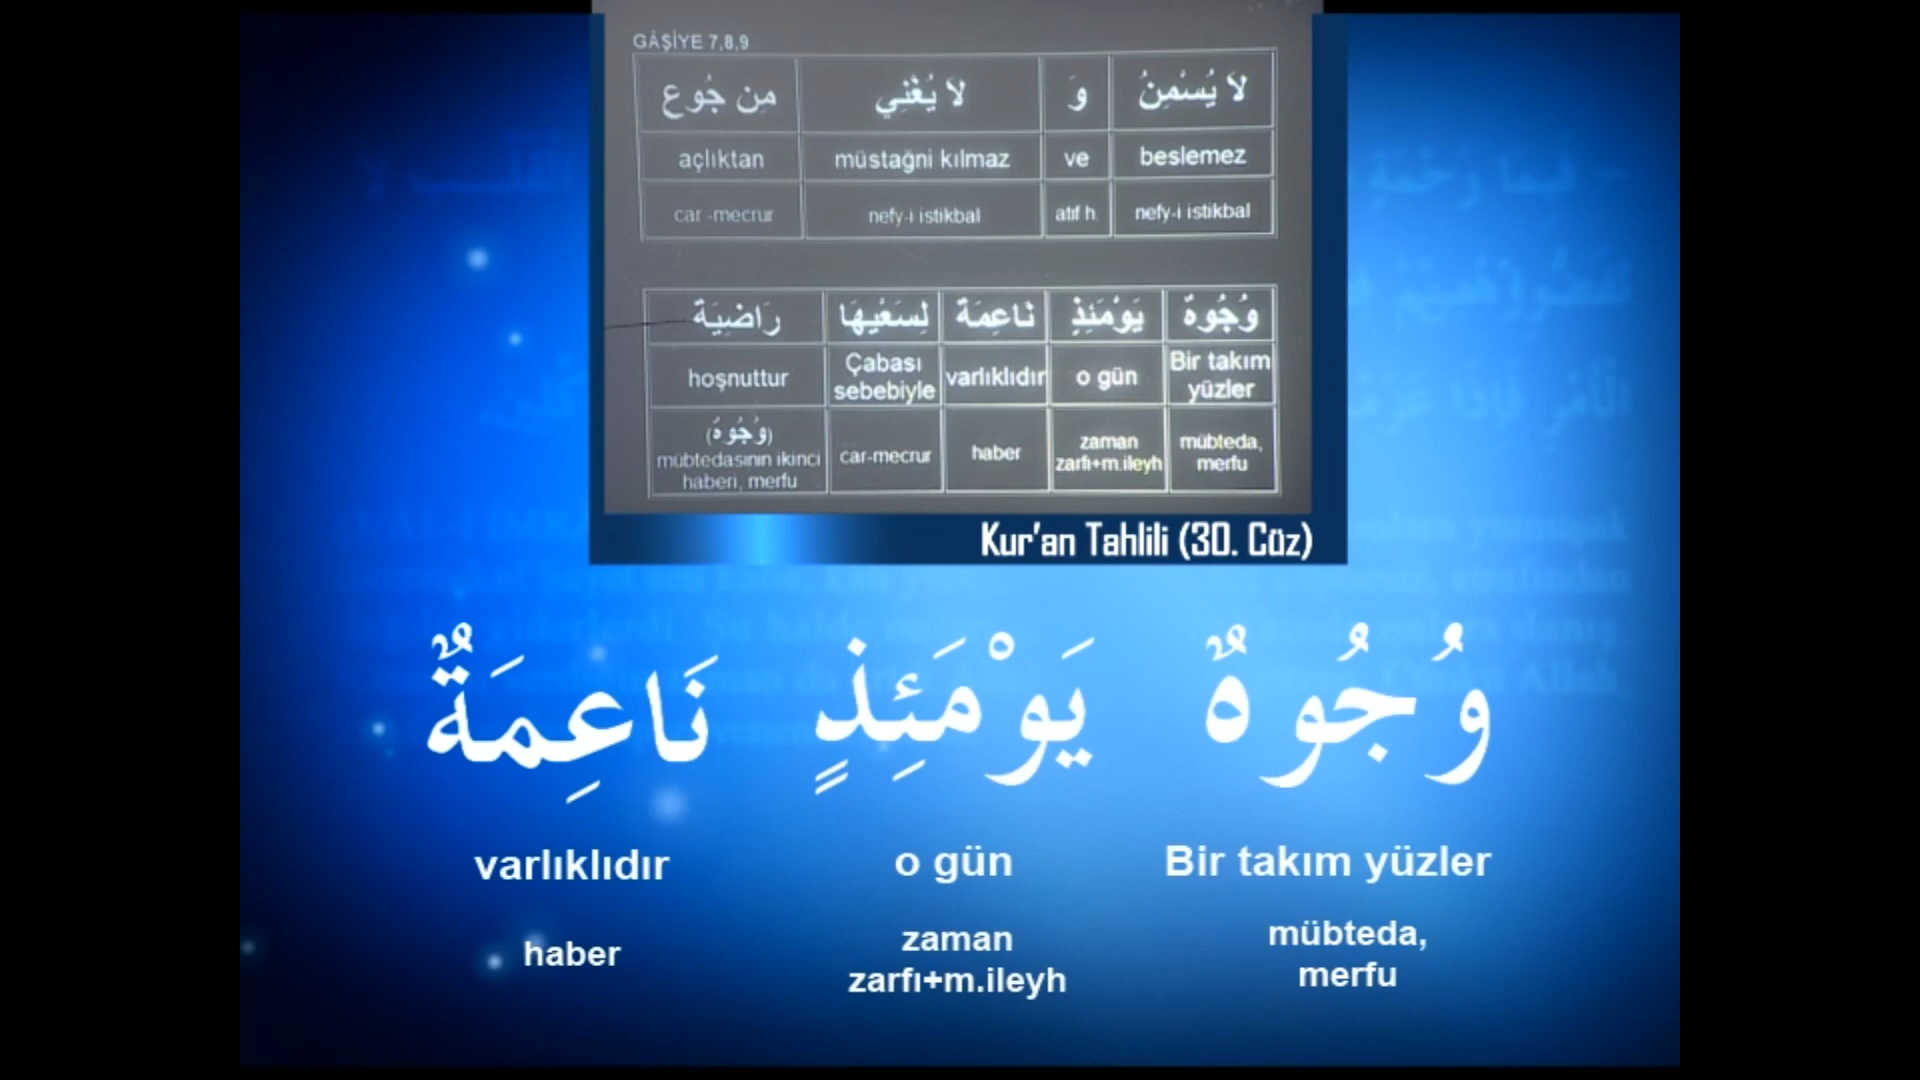 GÂŞİYE 7,8,9
لاَ يُسْمِنُ وَ لاَ يُغْنِي مِن جُوعٍ
beslemez ve müstağni kılmaz açlıktan
nefy-i istikbal atıf h. nefy-i istikbal car -mecrur
وُجُوهٌ يَوْمَئِذٍ نَاعِمَةٌ لِسَعْيِهَا رَاضِيَةٌ
Bir takım yüzler o gün varlıklıdır Çabası sebebiyle hoşnuttur
mübteda, merfu zaman zarfı+m.ileyh haber car-mecrur (وُجُوهٌ) mübtedasının ikinci haberi, merfu
Kur'an Tahlili (30. Cüz)
وُجُوهٌ يَوْمَئِذٍ نَاعِمَةٌ
Bir takım yüzler o gün varlıklıdır
mübteda, merfu zaman zarfı+m.ileyh haber